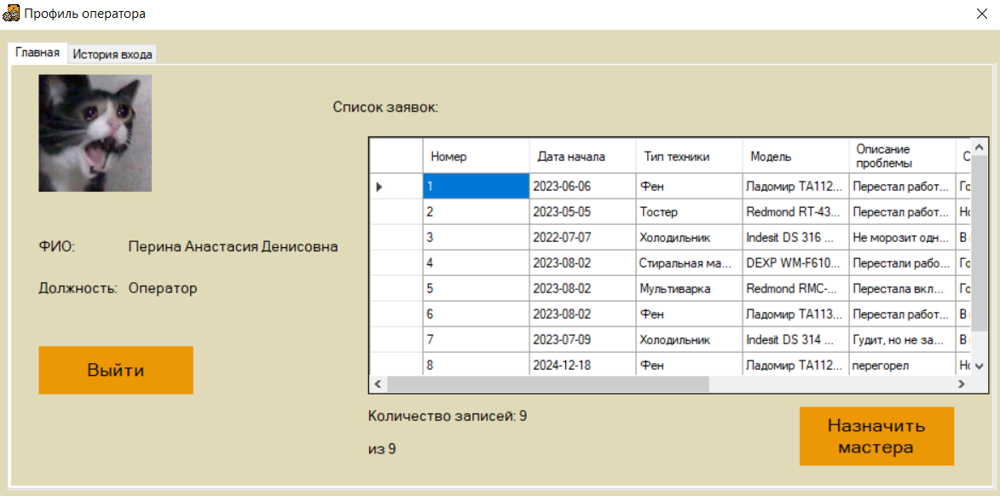 Профиль оператора
Главная История входа
Список заявок:
Номер Дата начала Тип техники Модель Описание проблемы С
1 2023-06-06 Фен Ладомир ТА112... Перестал работ... Го
2 2023-05-05 Тостер Redmond RT-43... Перестал работ... Но
3 2022-07-07 Холодильник Indesit DS 316 ... Не морозит одн... В
4 2023-08-02 Стиральная ма... DEXP WM-F610... Перестали рабо... Го
5 2023-08-02 Мультиварка Redmond RMC-... Перестала вкл... Го
6 2023-08-02 Фен Ладомир ТА113... Перестал работ... В
7 2023-07-09 Холодильник Indesit DS 314 ... Гудит, но не за... В
8 2024-12-18 Фен Ладомир ТА112... перегорел Но
ФИО: Перина Анастасия Денисовна
Должность: Оператор
Выйти
Количество записей: 9
из 9
Назначить
мастера